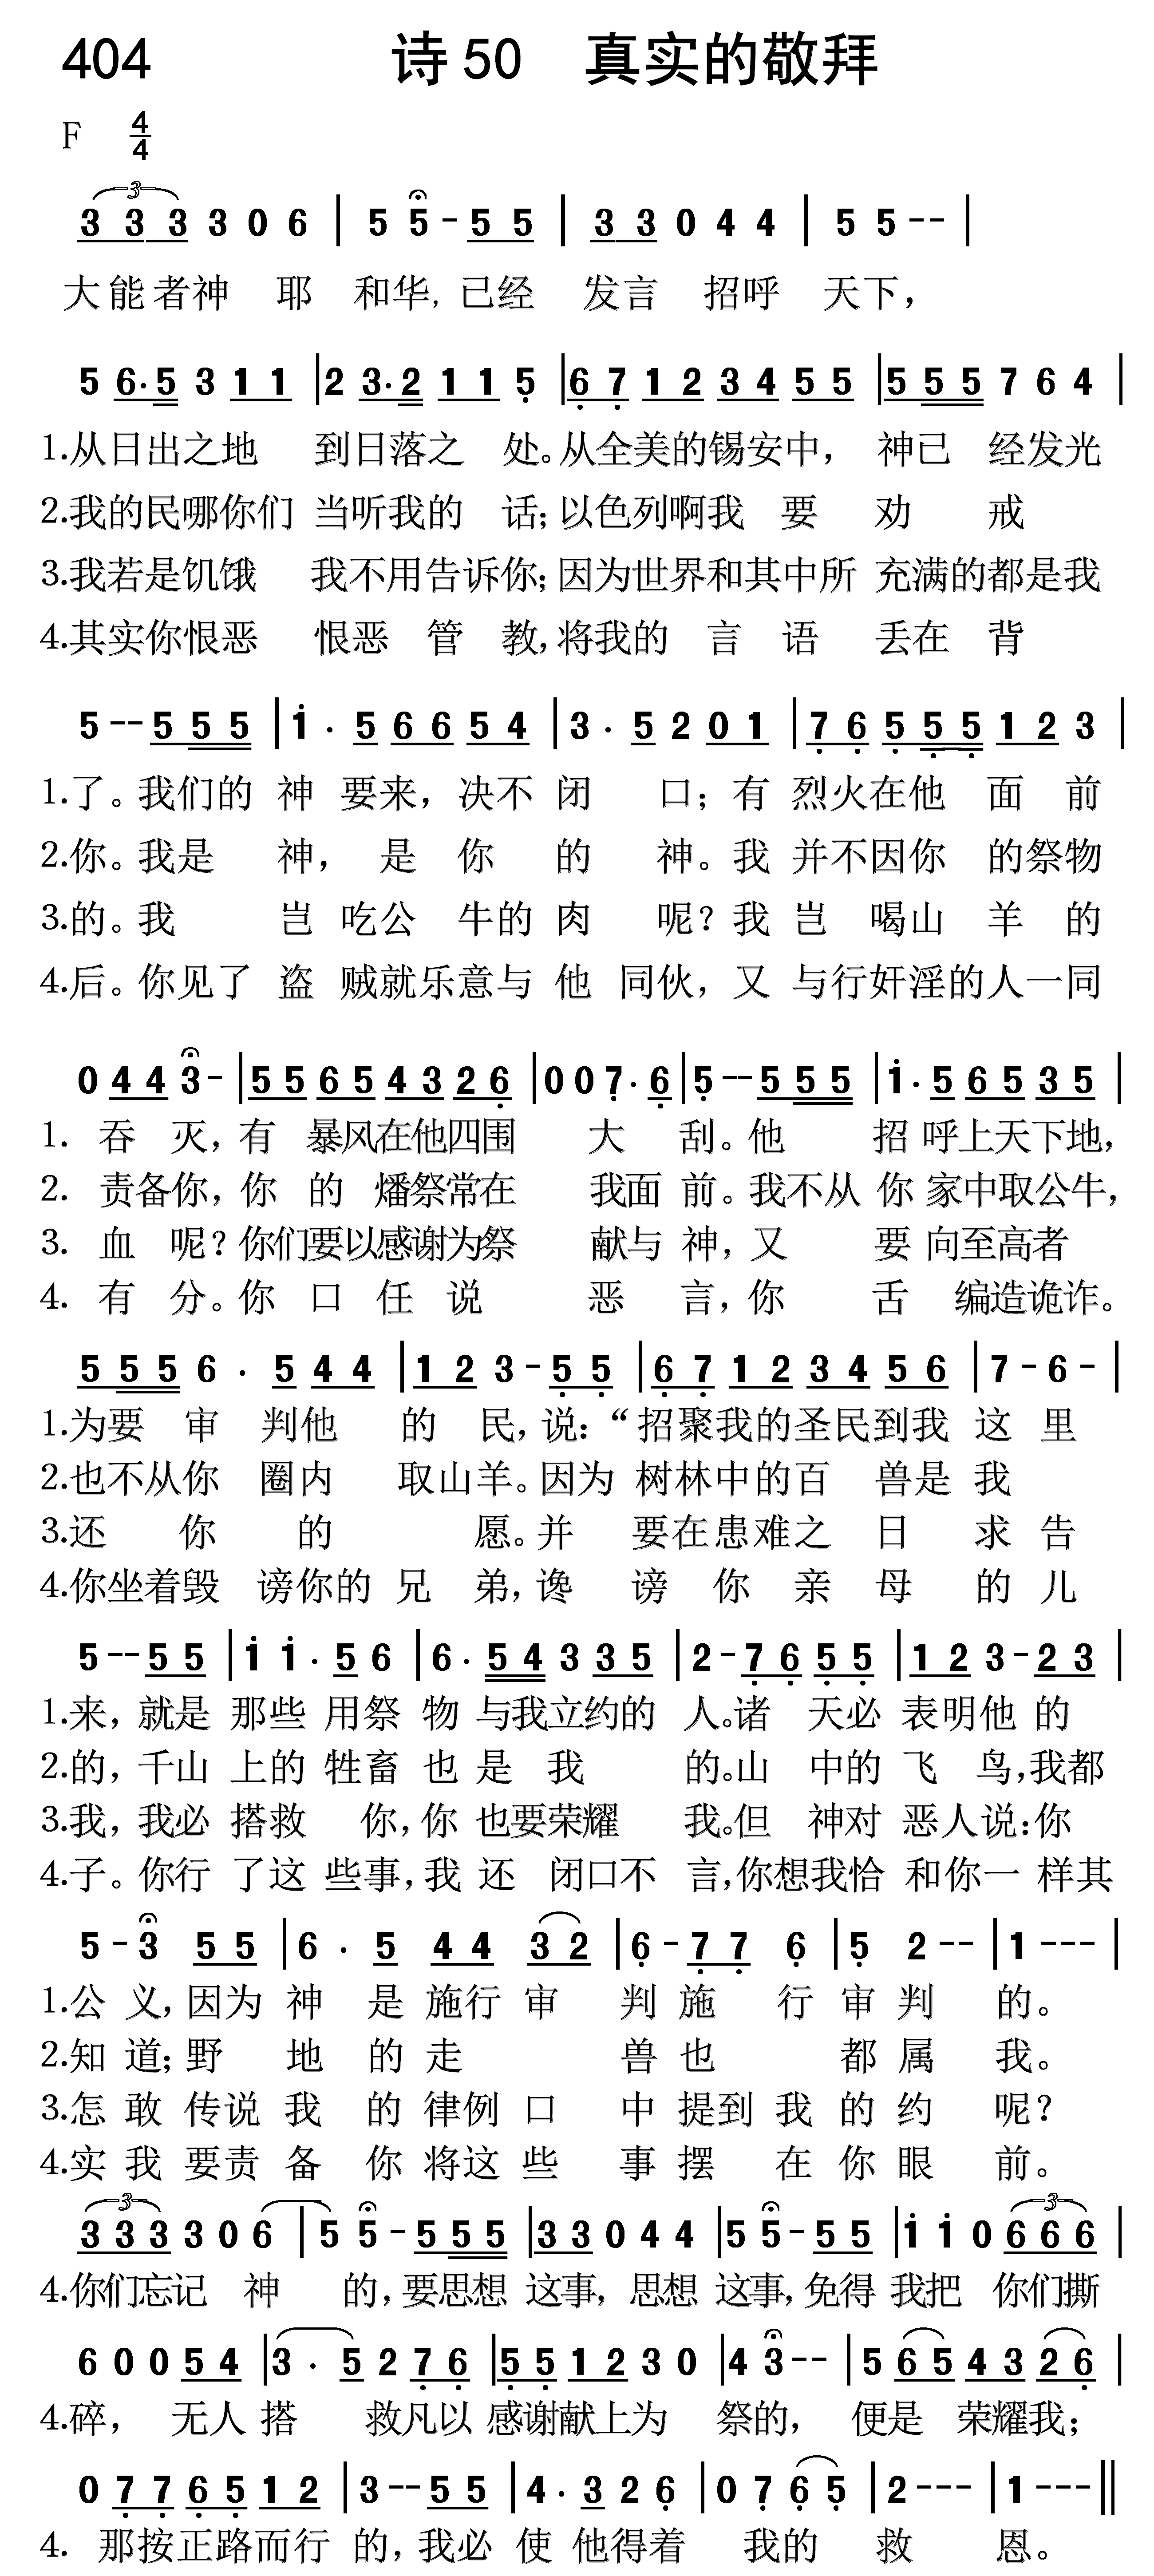 404 诗50 真实的敬拜
F 4/4
3 3 3 3 0 6 | 5 5 - 5 5 | 3 3 0 4 4 | 5 5 - - |
大能者神 耶 和华, 已经 发言 招呼 天下，
5 6· 5 3 1 1 | 2 3· 2 1 1 5 | 6 7 1 2 3 4 5 5 | 5 5 5 7 6 4 |
1.从日出之地 到日落之 处。从全美的锡安中， 神已 经发光
2.我的民哪你们 当听我的 话；以色列啊我 要 劝 戒
3.我若是饥饿 我不用告诉你；因为世界和其中所 充满的都是我
4.其实你恨恶 恨恶 管 教，将我的 言 语 丢在 背
5 - - 5 5 5 | 1 · 5 6 6 5 4 | 3 · 5 2 0 1 | 7 6 5 5 5 1 2 3 |
1.了。我们的 神 要来，决不 闭 口；有 烈火在他 面 前
2.你。我是 神， 是 你 的 神。我 并不因你 的祭物
3.的。我 岂 吃公 牛的 肉 呢？我 岂 喝山 羊 的
4.后。你见了 盗 贼就乐意与 他 同伙，又 与行奸淫的人一同
0 4 4 3 - | 5 5 6 5 4 3 2 6 | 0 0 7· 6 | 5 - - 5 5 5 | 1· 5 6 5 3 5 |
1. 吞 灭，有 暴风在他四围 大 刮。他 招 呼上天下地，
2. 责备你，你 的 燔祭常在 我面 前。我不从 你 家中取公牛，
3. 血 呢？你们要以感谢为祭 献与 神，又 要 向至高者
4. 有 分。你 口 任 说 恶 言，你 舌 编造诡诈。
5 5 5 6 · 5 4 4 | 1 2 3 - 5 5 | 6 7 1 2 3 4 5 6 | 7 - 6 - |
1.为要 审 判他 的 民，说：“招聚我的圣民到我 这 里
2.也不从你 圈内 取山羊。因为 树林中的百 兽是 我
3.还 你 的 愿。并 要在患难之 日 求 告
4.你坐着毁 谤你的 兄 弟，谗 谤 你 亲 母 的 儿
5 - - 5 5 | 1 1 · 5 6 | 6 · 5 4 3 3 5 | 2 - 7 6 5 5 | 1 2 3 - 2 3 |
1.来，就是 那些 用祭 物 与我立约的 人。诸 天必 表明他 的
2.的，千山 上的 牲畜 也 是 我 的。山 中的 飞 鸟，我都
3.我，我必 搭救 你，你 也要荣耀 我。但 神对 恶人说：你
4.子。你行 了这 些事，我 还 闭口不 言，你想我恰 和你一 样其
5 - 3 5 5 | 6 · 5 4 4 3 2 | 6 - 7 7 6 | 5 2 - - | 1 - - - |
1.公 义，因为 神 是 施行 审 判 施 行 审 判 的。
2.知 道；野 地 的 走 兽 也 都 属 我。
3.怎 敢 传说 我 的 律例 口 中 提到 我 的 约 呢？
4.实 我 要责 备 你 将这 些 事 摆 在 你 眼 前。
3 3 3 3 0 6 | 5 5 - 5 5 5 | 3 3 0 4 4 | 5 5 - 5 5 | 1 1 0 6 6 6 |
4.你们忘记 神 的，要思想 这事，思想 这事，免得 我把 你们撕
6 0 0 5 4 | 3 · 5 2 7 6 | 5 5 1 2 3 0 | 4 3 - - | 5 6 5 4 3 2 6 |
4.碎， 无人 搭 救凡以 感谢献上为 祭的， 便是 荣耀我；
0 7 7 6 5 1 2 | 3 - - 5 5 | 4 · 3 2 6 | 0 7 6 5 | 2 - - - | 1 - - - ||
4. 那按正路而行 的，我必 使 他得着 我的 救 恩。